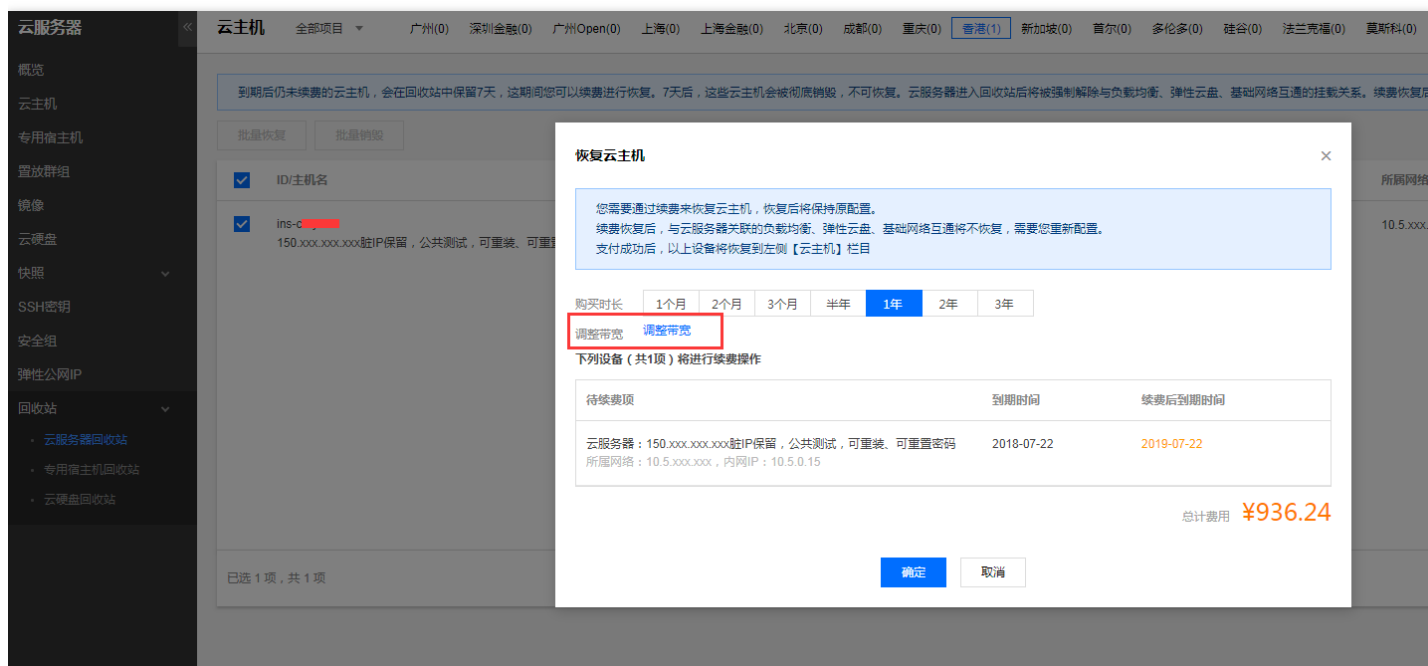 云服务器
«
云主机 全部项目 广州(0) 深圳金融(0) 广州Open(0) 上海(0) 上海金融(0) 北京(0) 成都(0) 重庆(0) 香港(1) 新加坡(0) 首尔(0) 多伦多(0) 硅谷(0) 法兰克福(0) 莫斯科(0)
概览
云主机
专用宿主机
置放群组
镜像
云硬盘
快照
SSH密钥
安全组
弹性公网IP
回收站
· 云服务器回收站
· 专用宿主机回收站
· 云硬盘回收站
到期后仍未续费的云主机，会在回收站中保留7天，这期间您可以续费进行恢复。7天后，这些云主机会被彻底销毁，不可恢复。云服务器进入回收站后将被强制解除与负载均衡、弹性云盘、基础网络互通的挂载关系。续费恢复后
批量恢复 批量销毁
ID/主机名 所属网络
ins-c
150.xxx.xxx.xxx脏IP保留，公共测试，可重装、可重置
10.5.xxx.
已选 1 项，共 1 项
恢复云主机 ×
您需要通过续费来恢复云主机，恢复后将保持原配置。
续费恢复后，与云服务器关联的负载均衡、弹性云盘、基础网络互通将不恢复，需要您重新配置。
支付成功后，以上设备将恢复到左侧【云主机】栏目
购买时长 1个月 2个月 3个月 半年 1年 2年 3年
调整带宽 调整带宽
下列设备（共1项）将进行续费操作
待续费项 到期时间 续费后到期时间
云服务器：150.xxx.xxx.xxx脏IP保留，公共测试，可重装、可重置密码 2018-07-22 2019-07-22
所属网络：10.5.xxx.xxx，内网IP：10.5.0.15
总计费用 ¥936.24
确定 取消